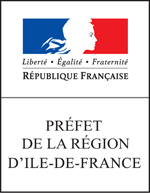 Liberté • Égalité • Fraternité
RÉPUBLIQUE FRANÇAISE
PRÉFET
DE LA RÉGION
D'ILE-DE-FRANCE